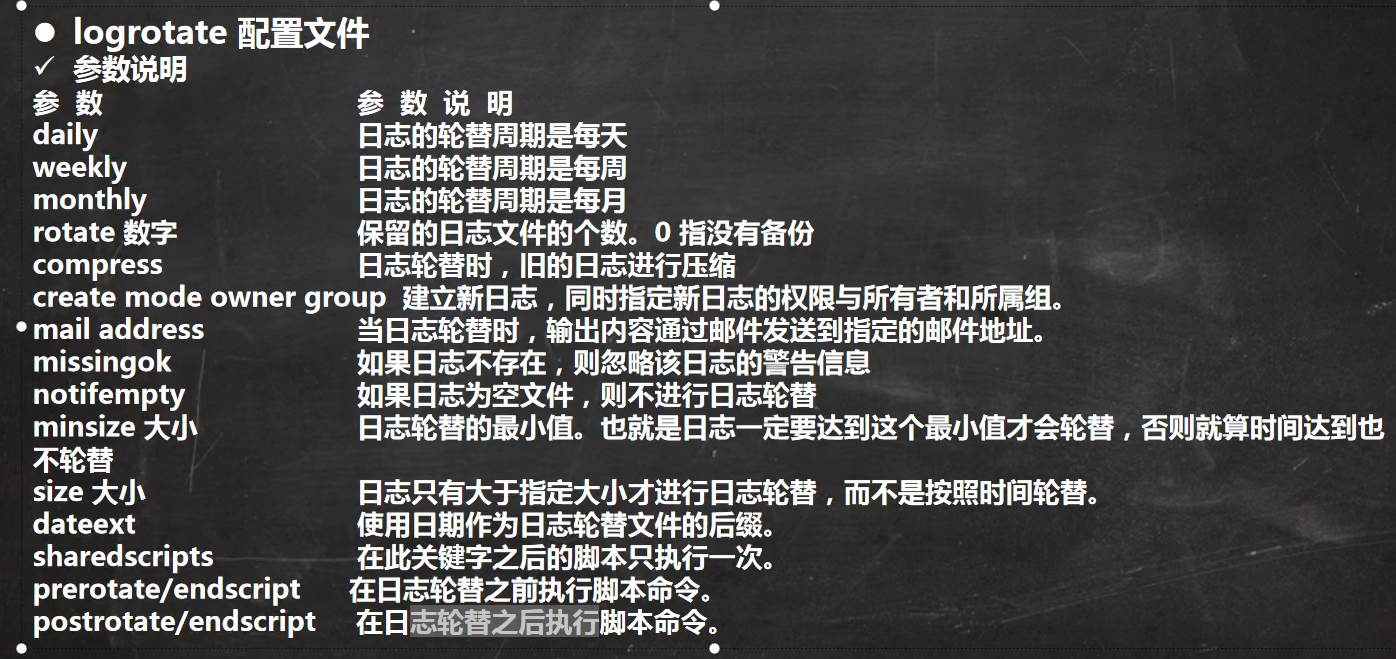 ● logrotate 配置文件
✓ 参数说明
参 数 参 数 说 明
daily 日志的轮替周期是每天
weekly 日志的轮替周期是每周
monthly 日志的轮替周期是每月
rotate 数字 保留的日志文件的个数。0 指没有备份
compress 日志轮替时，旧的日志进行压缩
create mode owner group 建立新日志，同时指定新日志的权限与所有者和所属组。
mail address 当日志轮替时，输出内容通过邮件发送到指定的邮件地址。
missingok 如果日志不存在，则忽略该日志的警告信息
notifempty 如果日志为空文件，则不进行日志轮替
minsize 大小 日志轮替的最小值。也就是日志一定要达到这个最小值才会轮替，否则就算时间达到也
不轮替
size 大小 日志只有大于指定大小才进行日志轮替，而不是按照时间轮替。
dateext 使用日期作为日志轮替文件的后缀。
sharedscripts 在此关键字之后的脚本只执行一次。
prerotate/endscript 在日志轮替之前执行脚本命令。
postrotate/endscript 在日志轮替之后执行脚本命令。